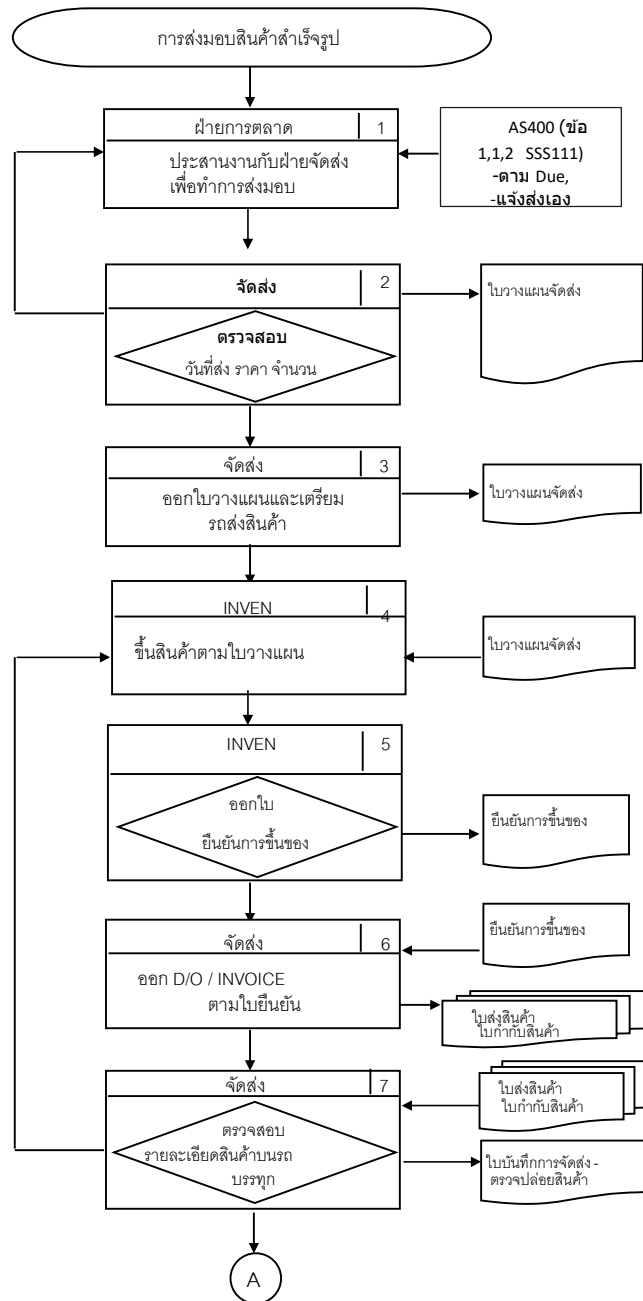 การส่งมอบสินค้าสำเร็จรูป
ฝ่ายการตลาด 1
ประสานงานกับฝ่ายจัดส่ง
เพื่อทำการส่งมอบ
AS400 (ข้อ
1,1,2 SSS111)
-ตาม Due,
-แจ้งส่งเอง
จัดส่ง 2
ตรวจสอบ
วันที่ส่ง ราคา จำนวน
ใบวางแผนจัดส่ง
จัดส่ง 3
ออกใบวางแผนและเตรียม
รถส่งสินค้า
ใบวางแผนจัดส่ง
INVEN 4
ขึ้นสินค้าตามใบวางแผน
ใบวางแผนจัดส่ง
INVEN 5
ออกใบ
ยืนยันการขึ้นของ
ยืนยันการขึ้นของ
จัดส่ง 6
ออก D/O / INVOICE
ตามใบยืนยัน
ยืนยันการขึ้นของ
ใบส่งสินค้า
ใบกำกับสินค้า
จัดส่ง 7
ตรวจสอบ
รายละเอียดสินค้าบนรถ
บรรทุก
ใบส่งสินค้า
ใบกำกับสินค้า
ใบบันทึกการจัดส่ง -
ตรวจปล่อยสินค้า
A